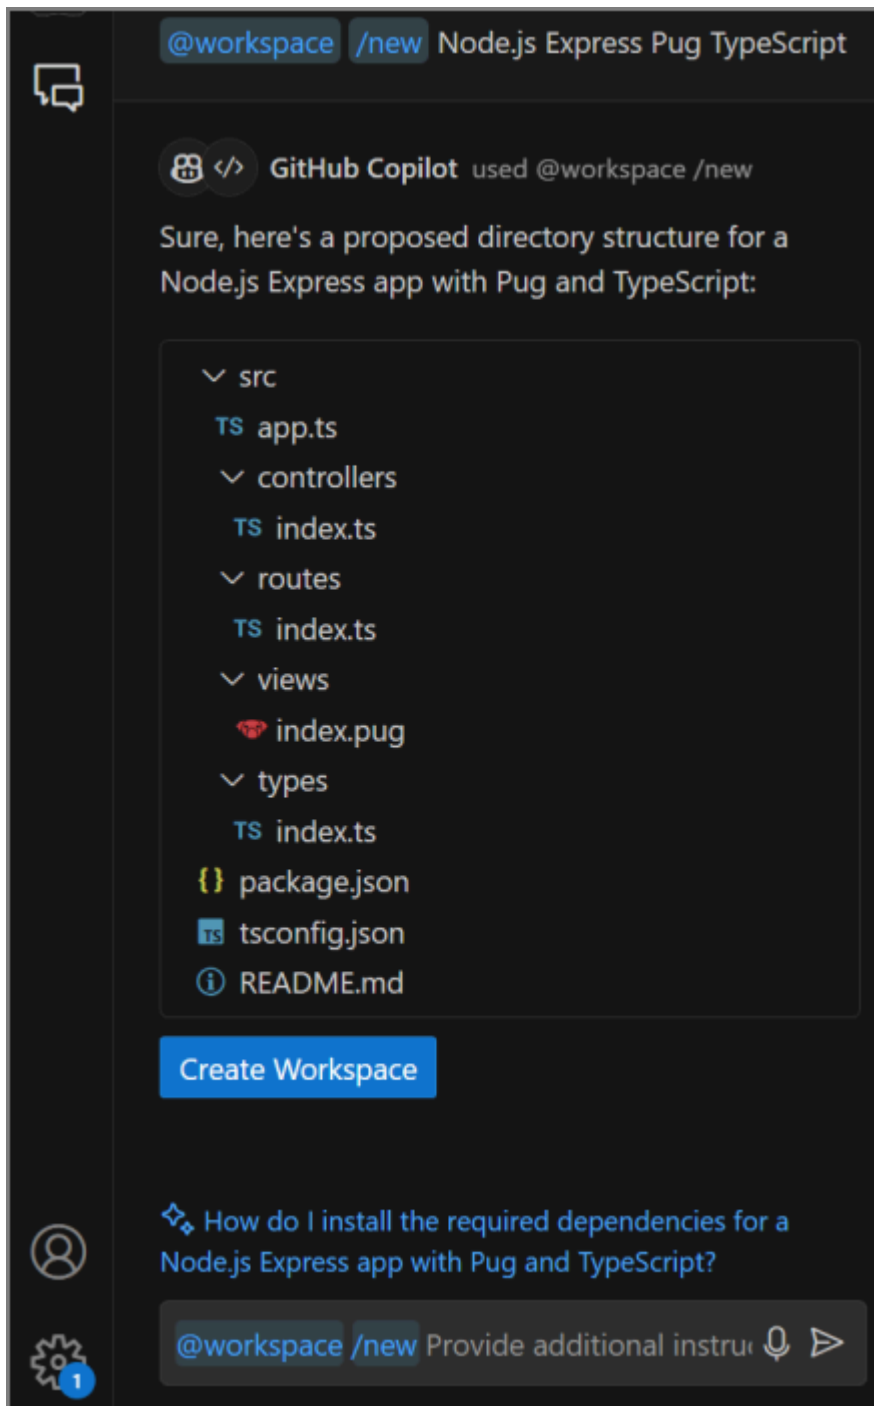 @workspace /new Node.js Express Pug TypeScript
GitHub Copilot used @workspace /new
Sure, here's a proposed directory structure for a
Node.js Express app with Pug and TypeScript:
src
TS app.ts
controllers
TS index.ts
routes
TS index.ts
views
index.pug
types
TS index.ts
{} package.json
TS tsconfig.json
README.md
Create Workspace
How do I install the required dependencies for a
Node.js Express app with Pug and TypeScript?
@workspace /new Provide additional instru
1